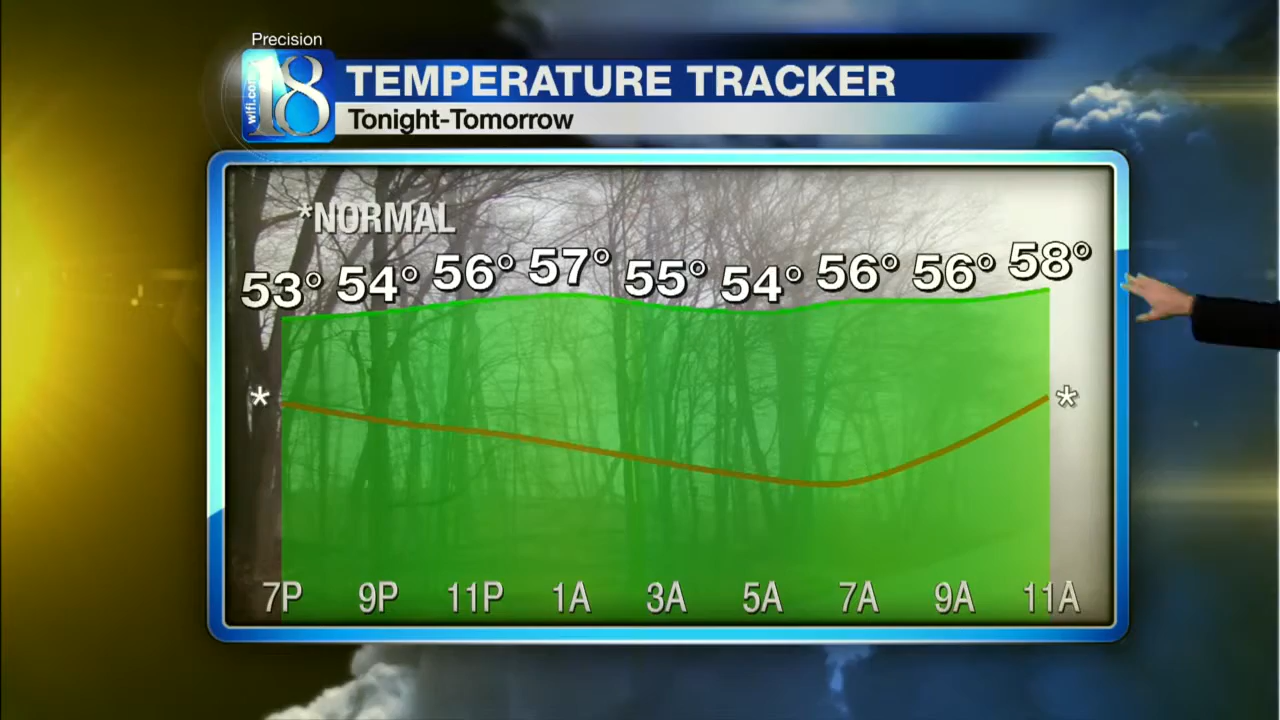 Precision
wlfi.com
18
TEMPERATURE TRACKER
Tonight-Tomorrow
*NORMAL
53° 54° 56° 57° 55° 54° 56° 56° 58°
* *
7P 9P 11P 1A 3A 5A 7A 9A 11A